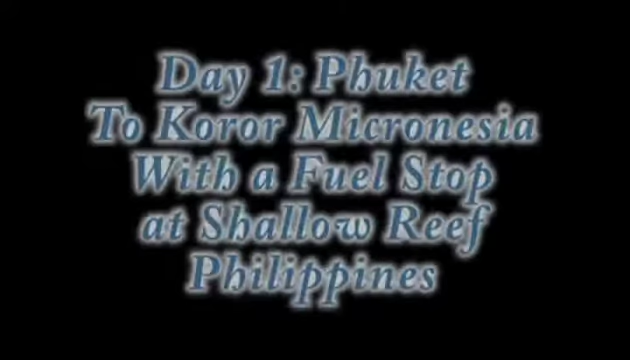 Day 1: Phuket
To Koror Micronesia
With a Fuel Stop
at Shallow Reef
Philippines